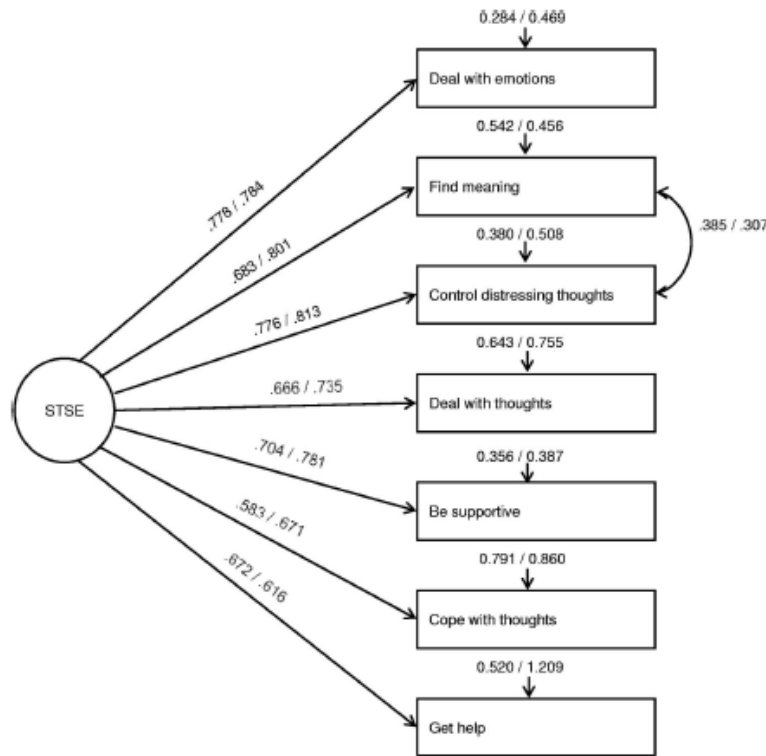 0.284 / 0.469
Deal with emotions
0.542 / 0.456
.778 / .784
Find meaning
.683 / .801
.385 / .307
0.380 / 0.508
Control distressing thoughts
.776 / .813
0.643 / 0.755
.666 / .735
Deal with thoughts
STSE
.704 / .781
0.356 / 0.387
Be supportive
.583 / .671
0.791 / 0.860
.672 / .616
Cope with thoughts
0.520 / 1.209
Get help